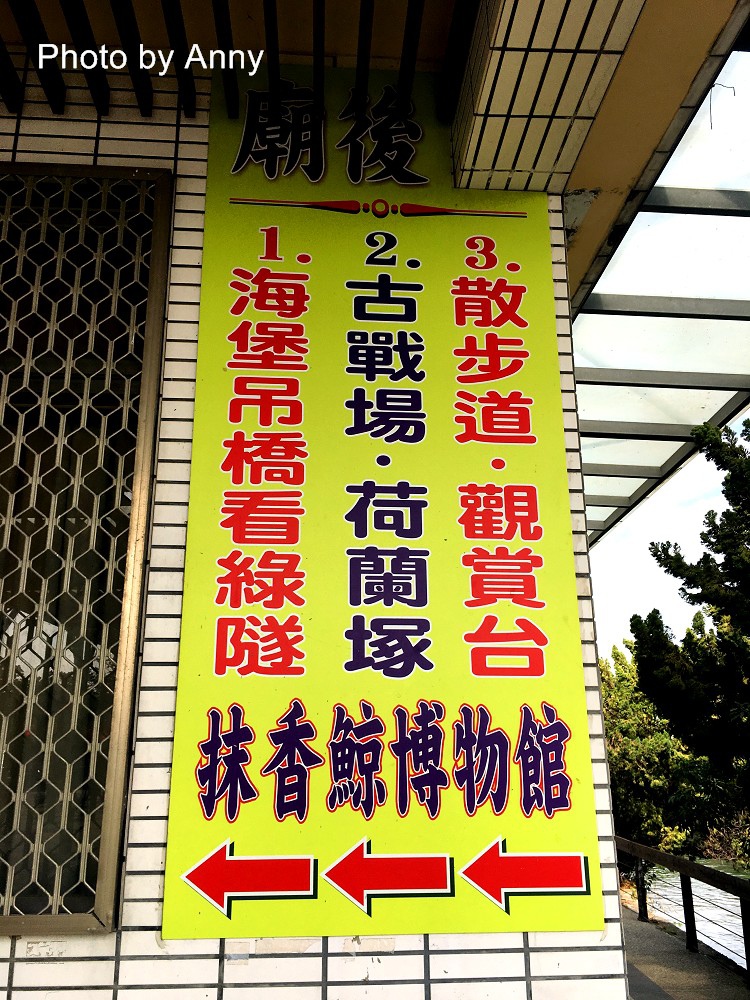 Photo by Anny
廟後
1.海堡吊橋看綠隧
2.古戰場·荷蘭塚
3.散步道·觀賞台
抹香鯨博物館